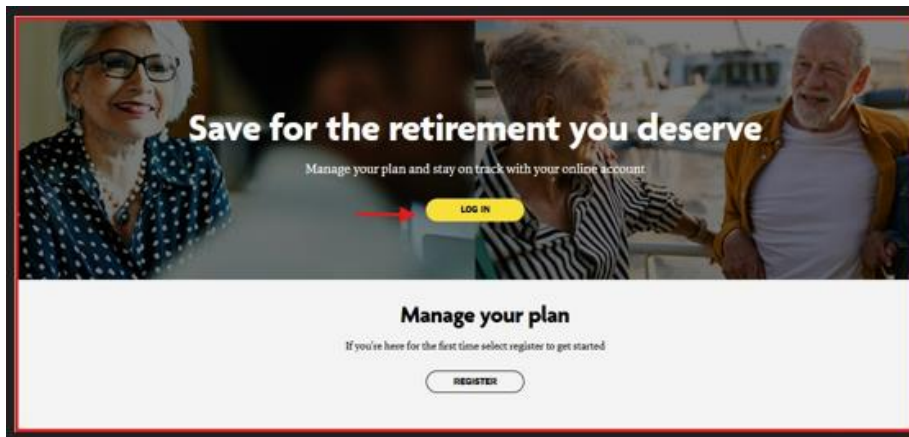 Save for the retirement you deserve
Manage your plan and stay on track with your online account
LOG IN
Manage your plan
If you're here for the first time select register to get started
REGISTER